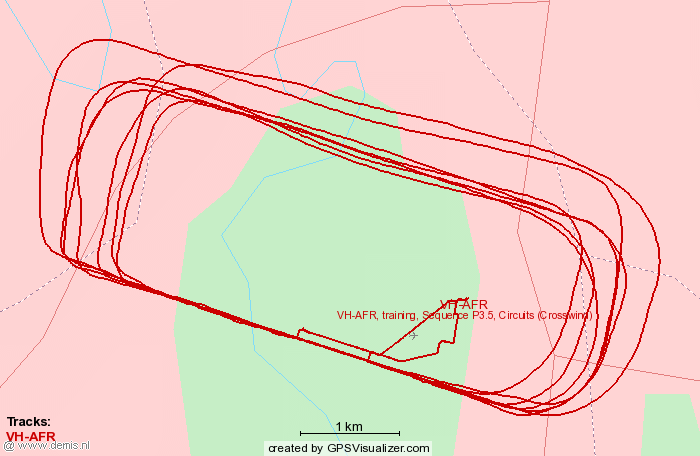 VH-AFR
VH-AFR, training, Sequence P3.5, Circuits (Crosswind)
Tracks:
VH-AFR
@ www.demis.nl
1 km
created by GPSVisualizer.com